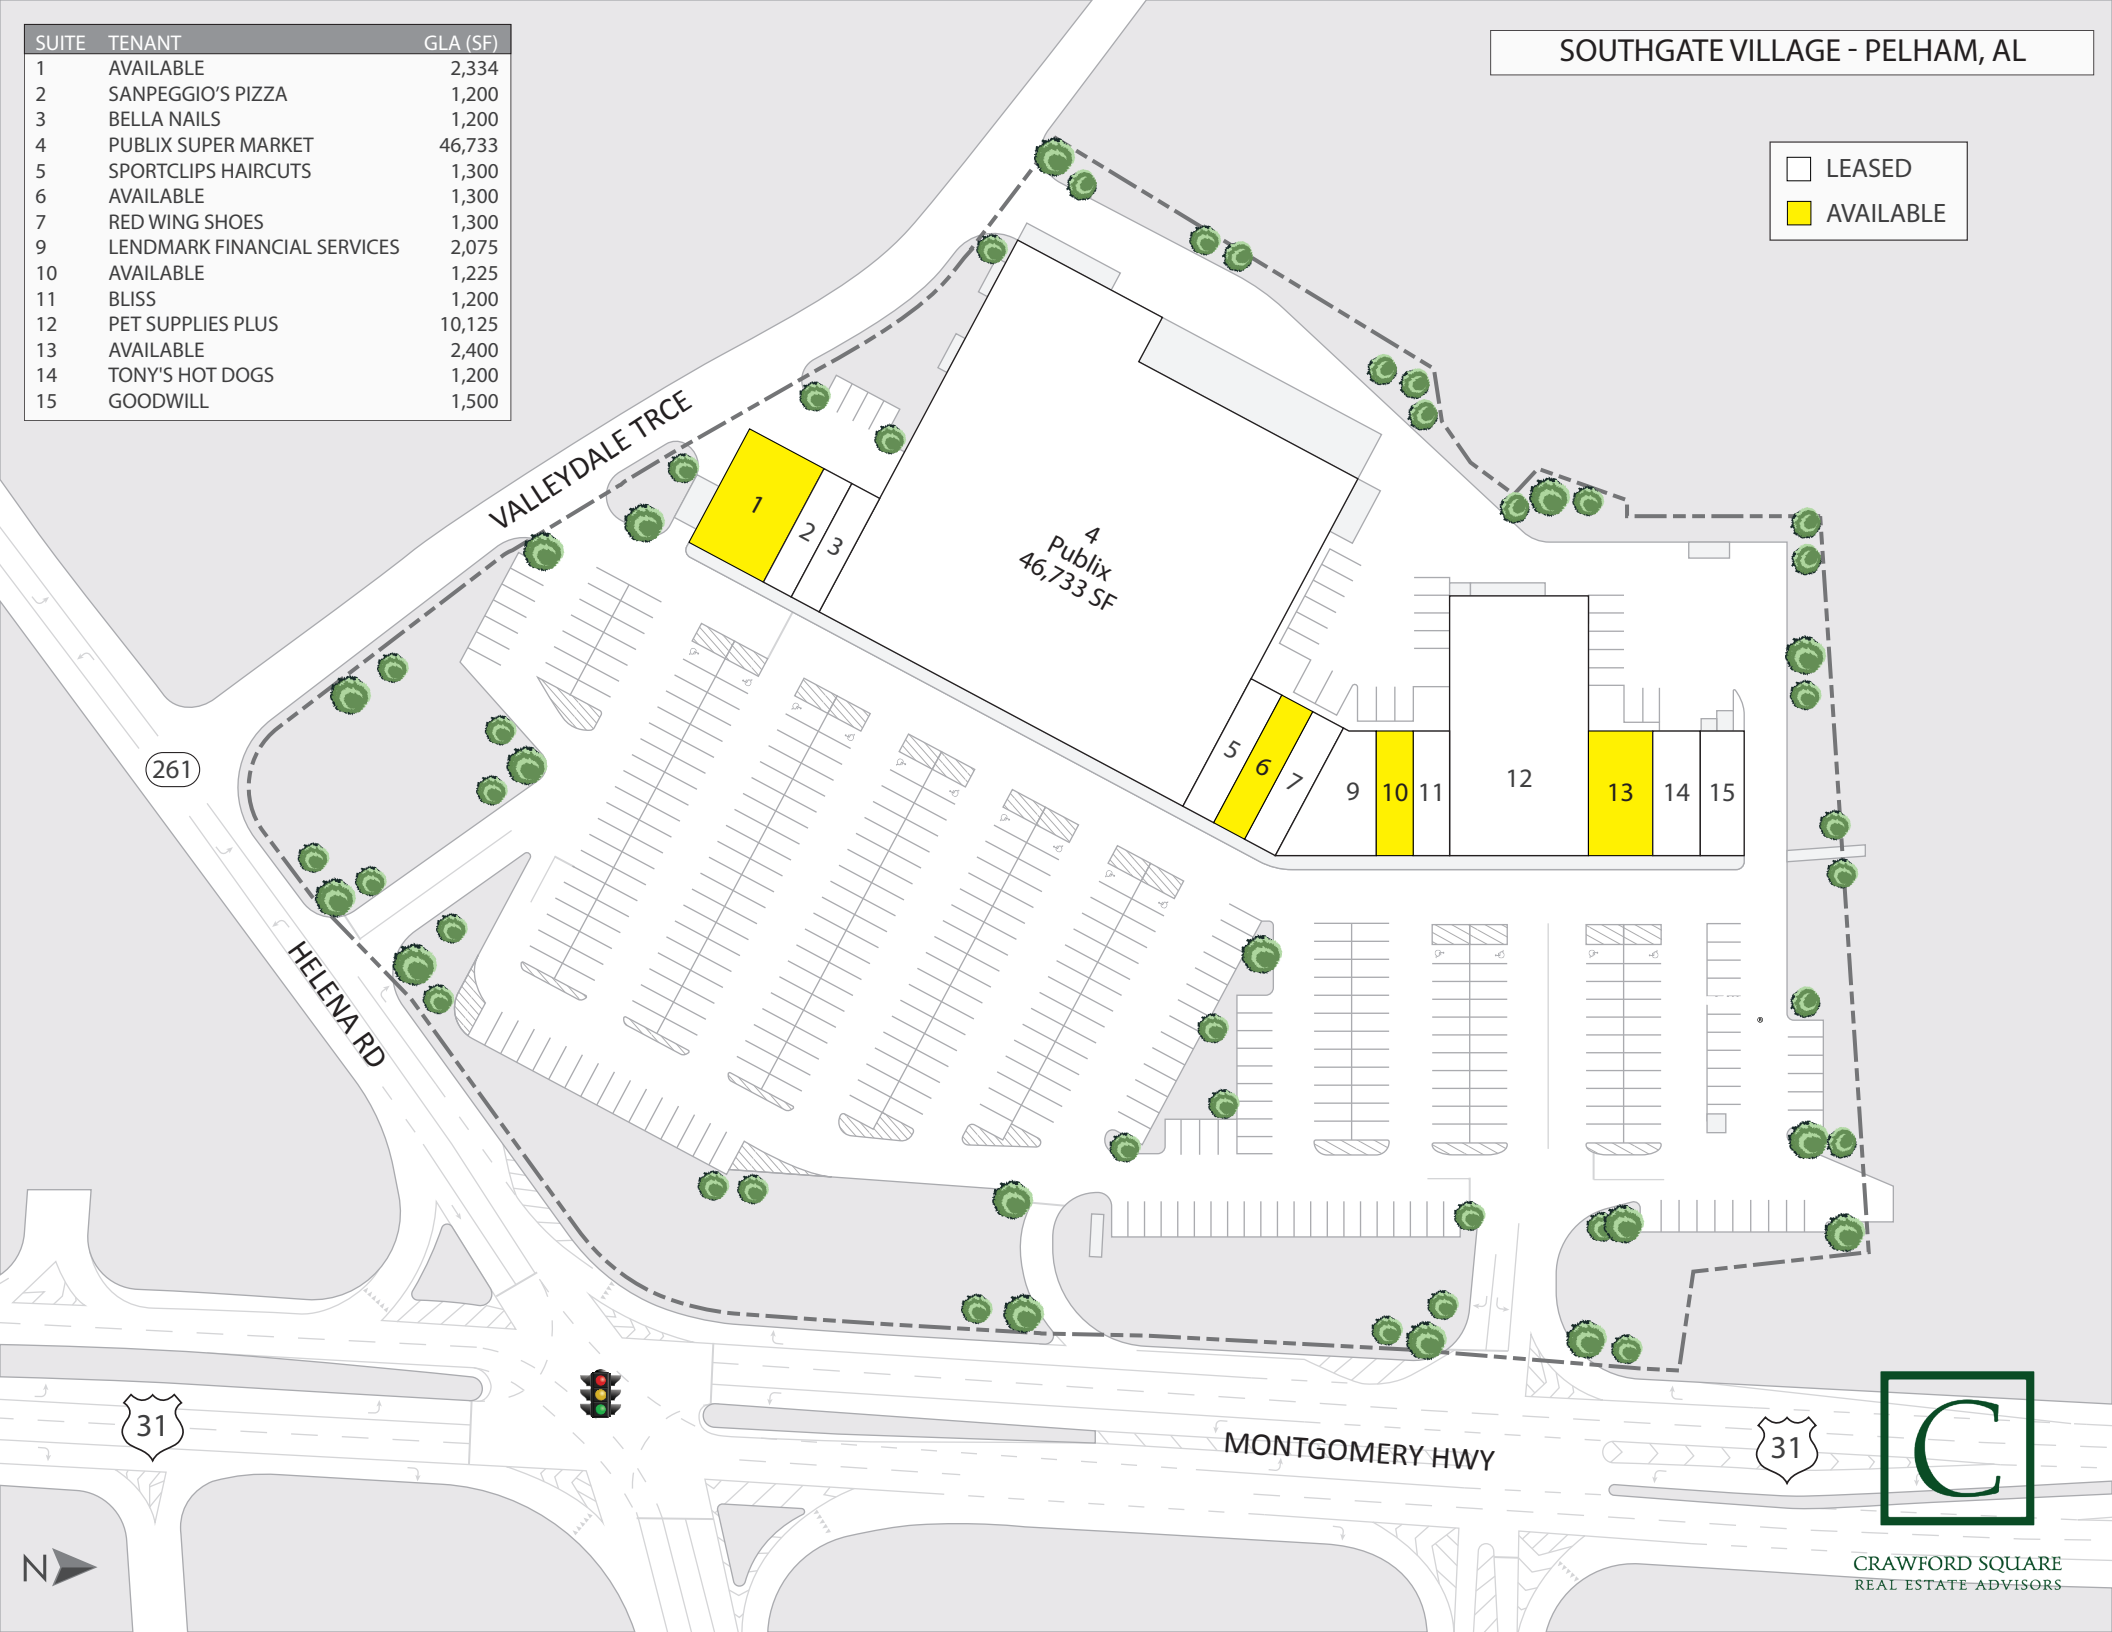 SUITE TENANT GLA (SF)
1 AVAILABLE 2,334
2 SANPEGGIO’S PIZZA 1,200
3 BELLA NAILS 1,200
4 PUBLIX SUPER MARKET 46,733
5 SPORTCLIPS HAIRCUTS 1,300
6 AVAILABLE 1,300
7 RED WING SHOES 1,300
9 LENDMARK FINANCIAL SERVICES 2,075
10 AVAILABLE 1,225
11 BLISS 1,200
12 PET SUPPLIES PLUS 10,125
13 AVAILABLE 2,400
14 TONY'S HOT DOGS 1,200
15 GOODWILL 1,500
SOUTHGATE VILLAGE - PELHAM, AL
LEASED
AVAILABLE
VALLEYDALE TRCE
1
2
3
4
Publix
46,733 SF
5
6
7
9
10
11
12
13
14
15
261
HELENA RD
31
MONTGOMERY HWY
31
N
C
CRAWFORD SQUARE
REAL ESTATE ADVISORS